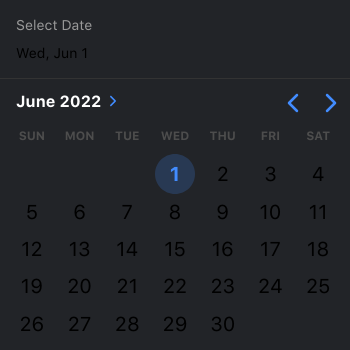 Select Date
Wed, Jun 1
June 2022
SUN MON TUE WED THU FRI SAT
1 2 3 4
5 6 7 8 9 10 11
12 13 14 15 16 17 18
19 20 21 22 23 24 25
26 27 28 29 30